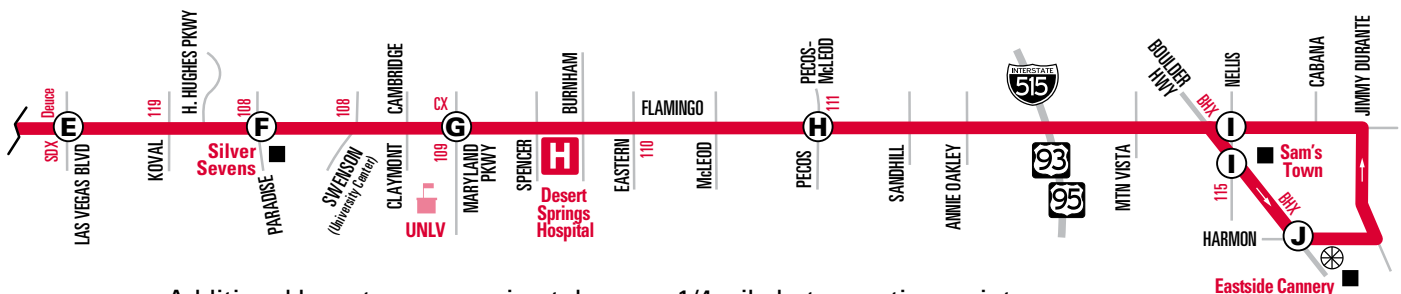 Deuce
E
SDX
LAS VEGAS BLVD
119
KOVAL
H. HUGHES PKWY
108
F
Silver
Sevens
PARADISE
108
SWENSON
(University Center)
CAMBRIDGE
CLAYMONT
UNLV
CX
G
109
MARYLAND
PKWY
SPENCER
BURNHAM
H
Desert
Springs
Hospital
EASTERN
110
FLAMINGO
McLEOD
PECOS-
McLEOD
111
H
PECOS
SANDHILL
ANNIE OAKLEY
INTERSTATE
515
93
95
MTN VISTA
BOULDER
HWY
BHX
NELLIS
I
I
Sam's
Town
115
BHX
CABANA
JIMMY DURANTE
HARMON
J
Eastside Cannery